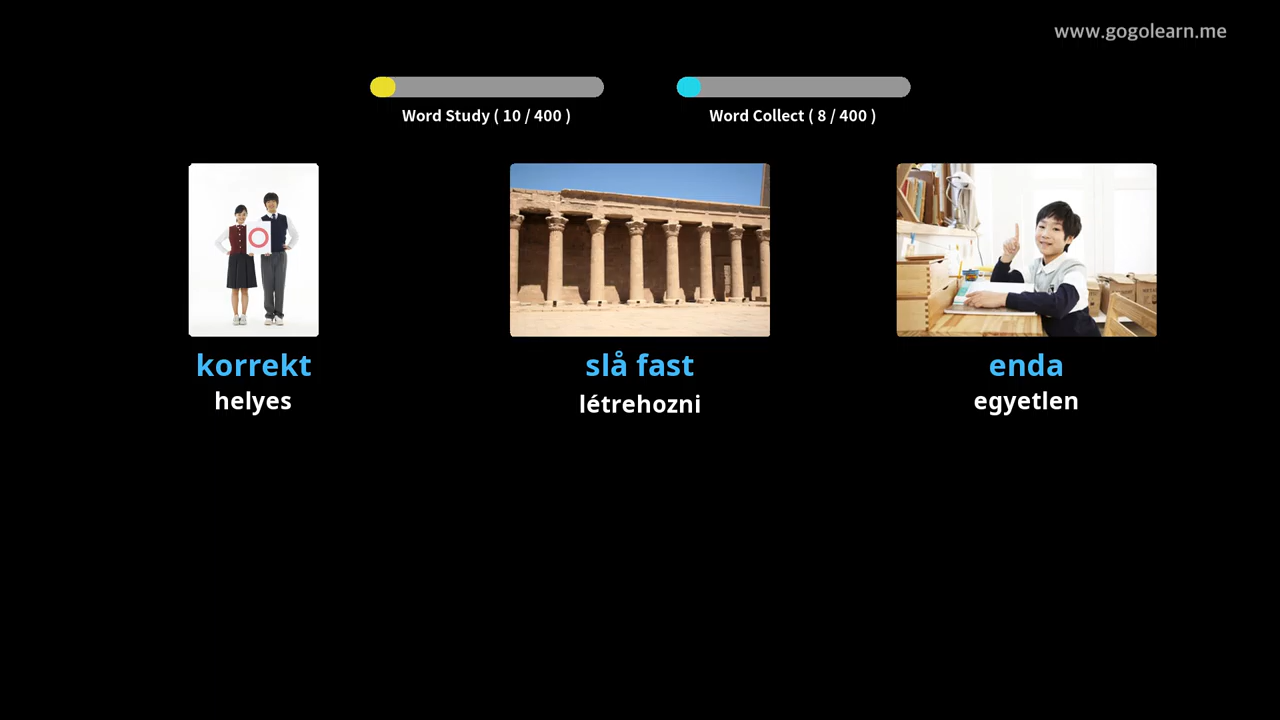 www.gogolearn.me
Word Study ( 10 / 400 )
Word Collect ( 8 / 400 )
korrekt
helyes
slå fast
létrehozni
enda
egyetlen